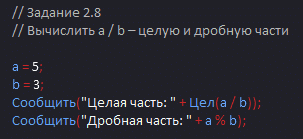 // Задание 2.8
// Вычислить a / b – целую и дробную части
a = 5;
b = 3;
Сообщить("Целая часть: " + Цел(a / b));
Сообщить("Дробная часть: " + a % b);